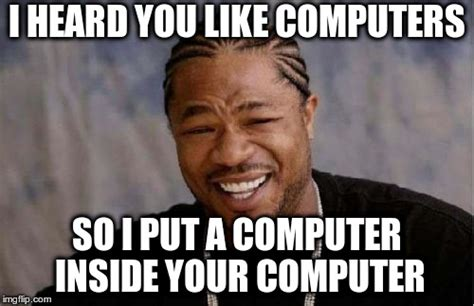 I HEARD YOU LIKE COMPUTERS
SO I PUT A COMPUTER
INSIDE YOUR COMPUTER
imgflip.com